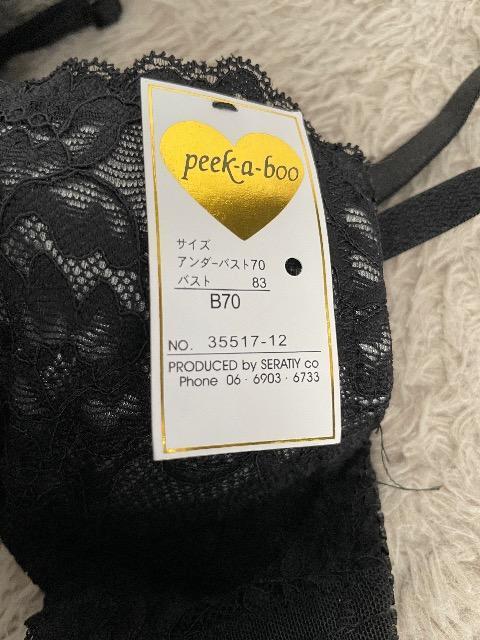 peek-a-boo
サイズ
アンダーバスト70
バスト 83
B70
NO. 35517-12
PRODUCED by SERATIY co
Phone 06・6903・6733